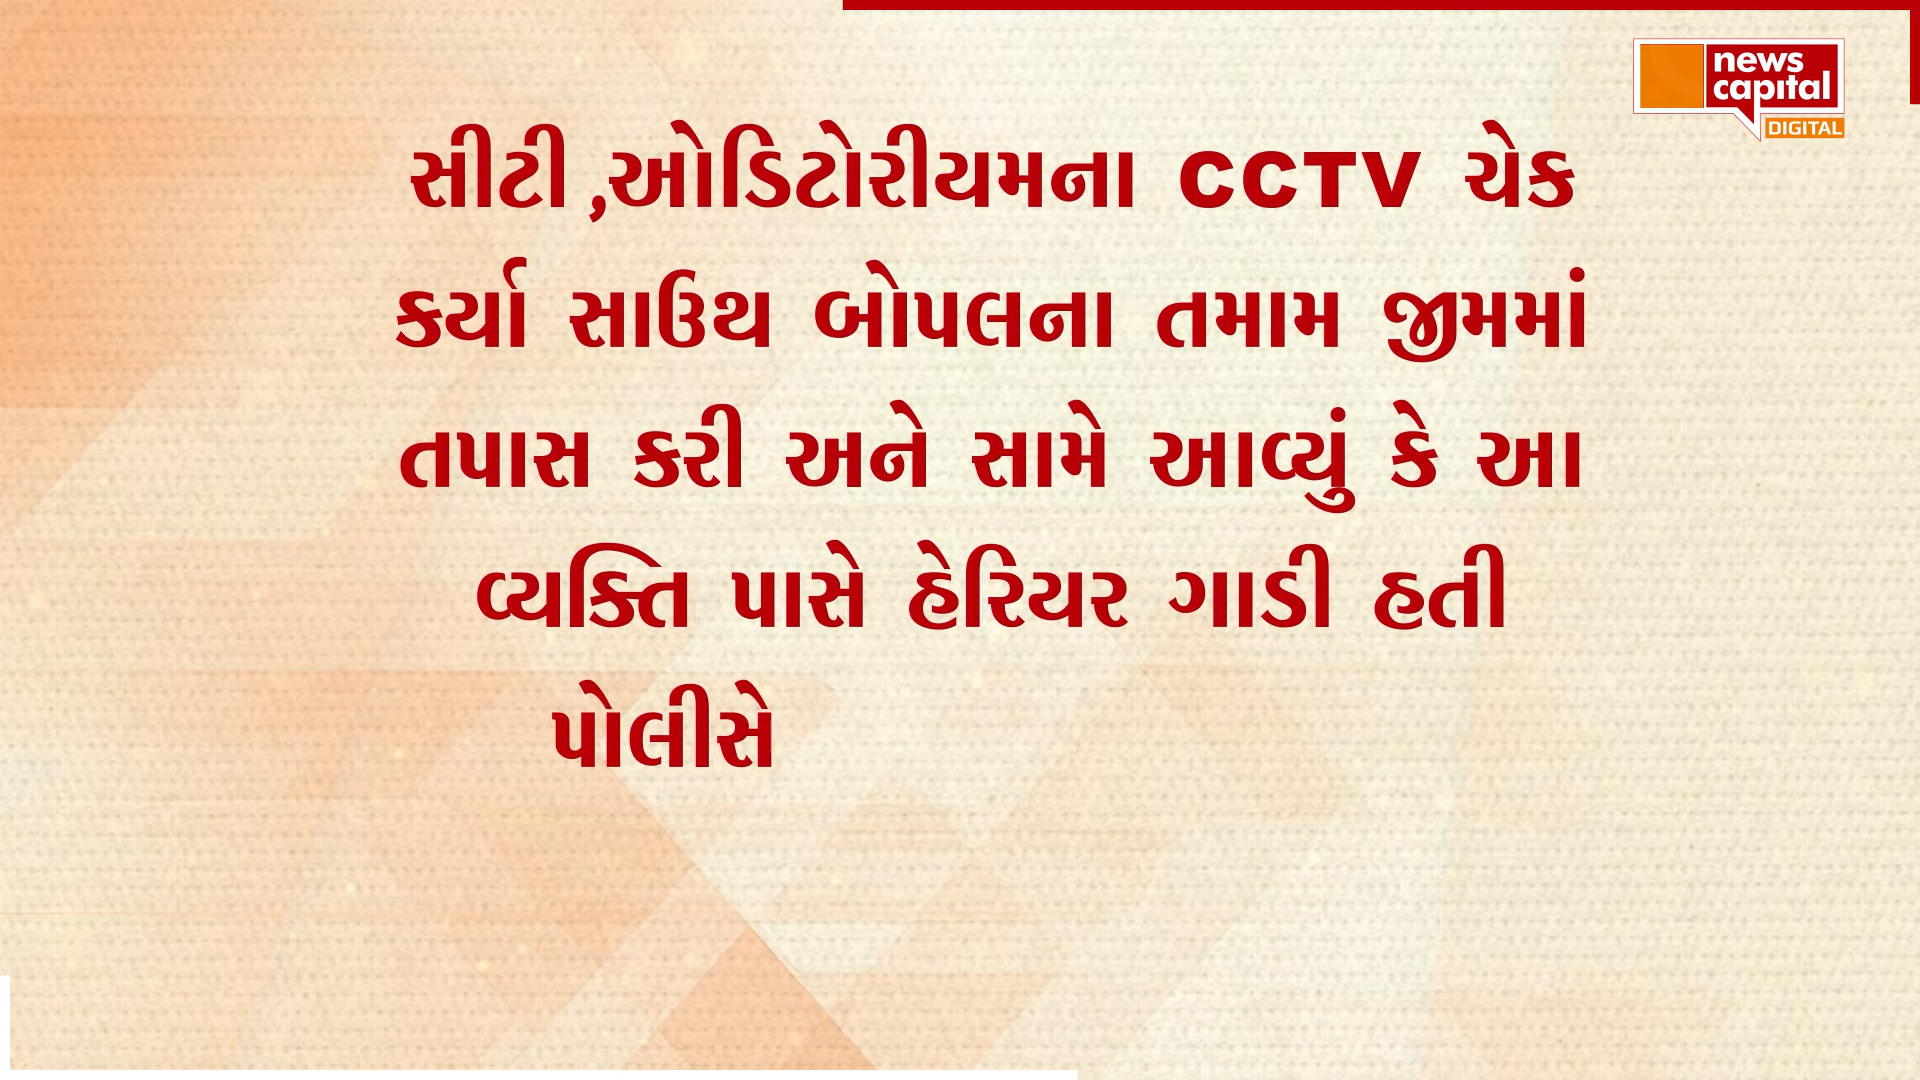 news
capital
DIGITAL
સીટી ,ઓડિટોરીયમના CCTV ચેક
કર્યા સાઉથ બોપલના તમામ જીમમાં
તપાસ કરી અને સામે આવ્યું કે આ
વ્યક્તિ પાસે હેરિયર ગાડી હતી
પોલીસે